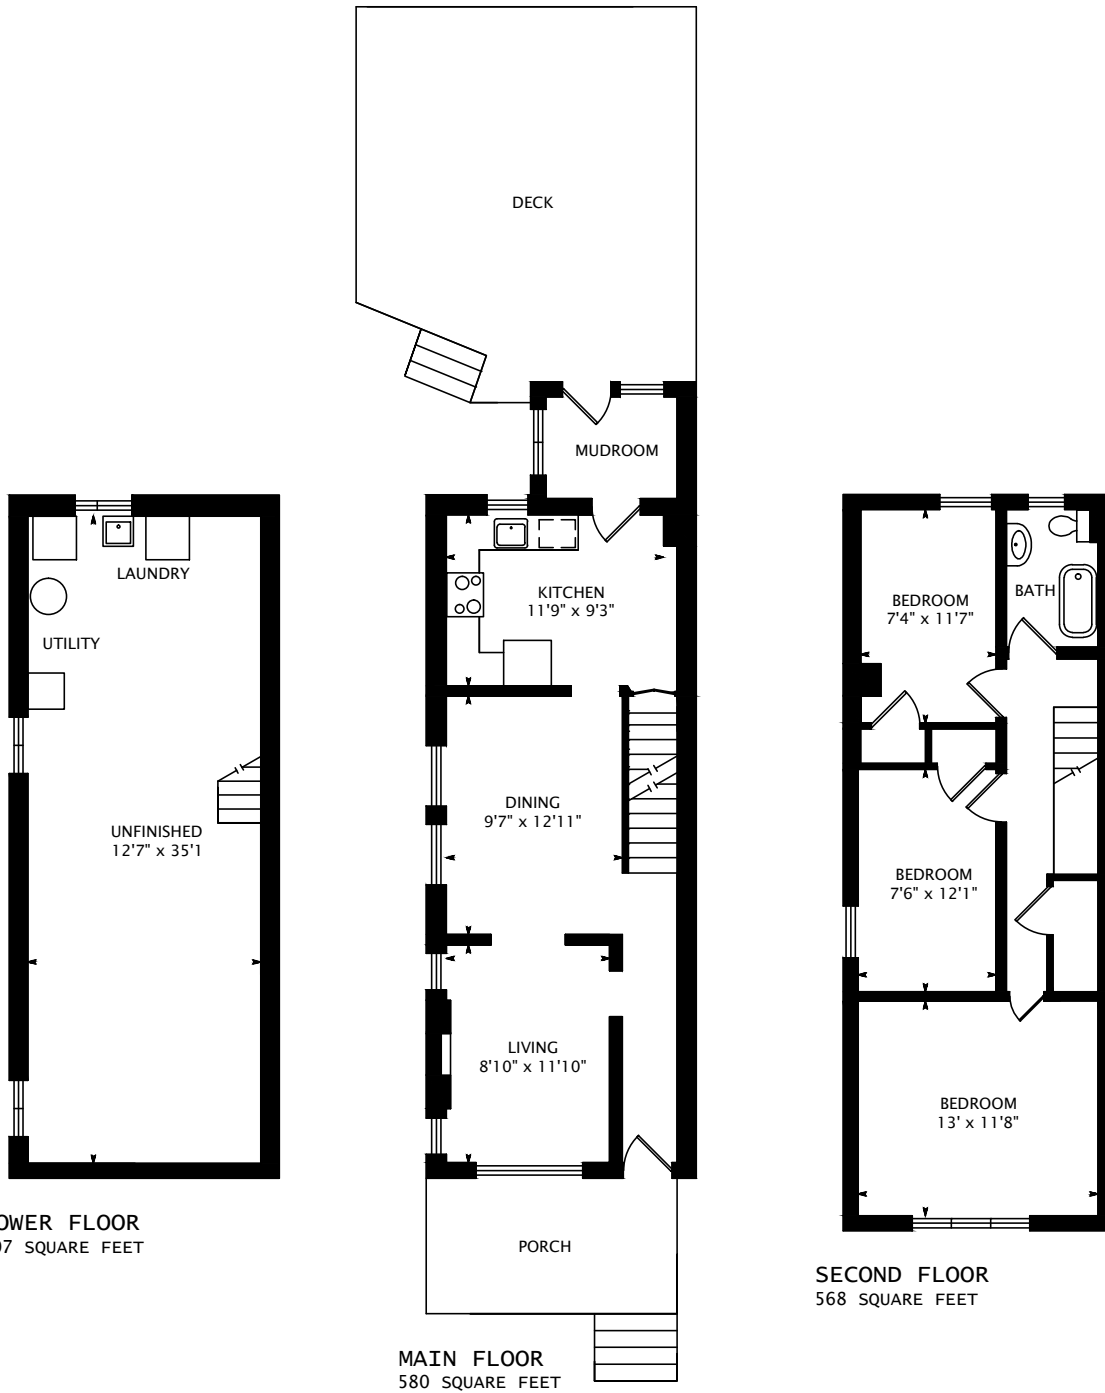 DECK
MUDROOM
KITCHEN
11'9" x 9'3"
DINING
9'7" x 12'11"
LIVING
8'10" x 11'10"
PORCH
MAIN FLOOR
580 SQUARE FEET
LAUNDRY
UTILITY
UNFINISHED
12'7" x 35'1
OWER FLOOR
07 SQUARE FEET
BATH
BEDROOM
7'4" x 11'7"
BEDROOM
7'6" x 12'1"
BEDROOM
13' x 11'8"
SECOND FLOOR
568 SQUARE FEET